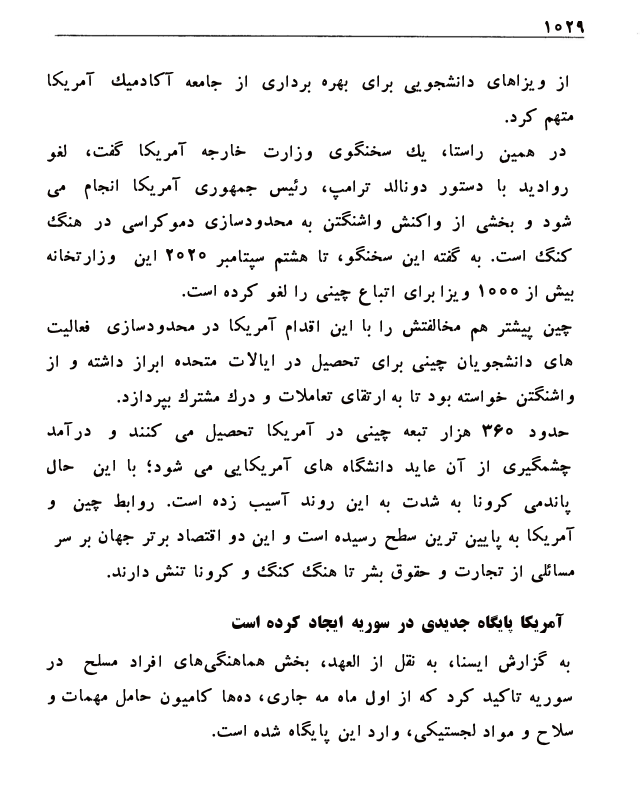 ۱۰۲۹
از ویزاهای دانشجویی برای بهره برداری از جامعه آکادمیك آمریکا
متهم کرد.
در همین راستا، یك سخنگوی وزارت خارجه آمریکا گفت، لغو
روادید با دستور دونالد ترامپ، رئیس جمهوری آمریکا انجام می
شود و بخشی از واکنش واشنگتن به محدودسازی دموکراسی در هنگ
کنگ است. به گفته این سخنگو، تا هشتم سپتامبر ۲۰۲۰ این وزارتخانه
بیش از ۱۰۰۰ ویزا برای اتباع چینی را لغو کرده است.
چین پیشتر هم مخالفتش را با این اقدام آمریکا در محدودسازی فعالیت
های دانشجویان چینی برای تحصیل در ایالات متحده ابراز داشته و از
واشنگتن خواسته بود تا به ارتقای تعاملات و درك مشترك بپردازد.
حدود ۳۶۰ هزار تبعه چینی در آمریکا تحصیل می کنند و درآمد
چشمگیری از آن عاید دانشگاه های آمریکایی می شود؛ با این حال
پاندمی کرونا به شدت به این روند آسیب زده است. روابط چین و
آمریکا به پایین ترین سطح رسیده است و این دو اقتصاد برتر جهان بر سر
مسائلی از تجارت و حقوق بشر تا هنگ کنگ و کرونا تنش دارند.
آمریکا پایگاه جدیدی در سوریه ایجاد کرده است
به گزارش ایسنا، به نقل از العهد، بخش هماهنگی‌های افراد مسلح در
سوریه تاکید کرد که از اول ماه مه جاری، ده‌ها کامیون حامل مهمات و
سلاح و مواد لجستیکی، وارد این پایگاه شده است.